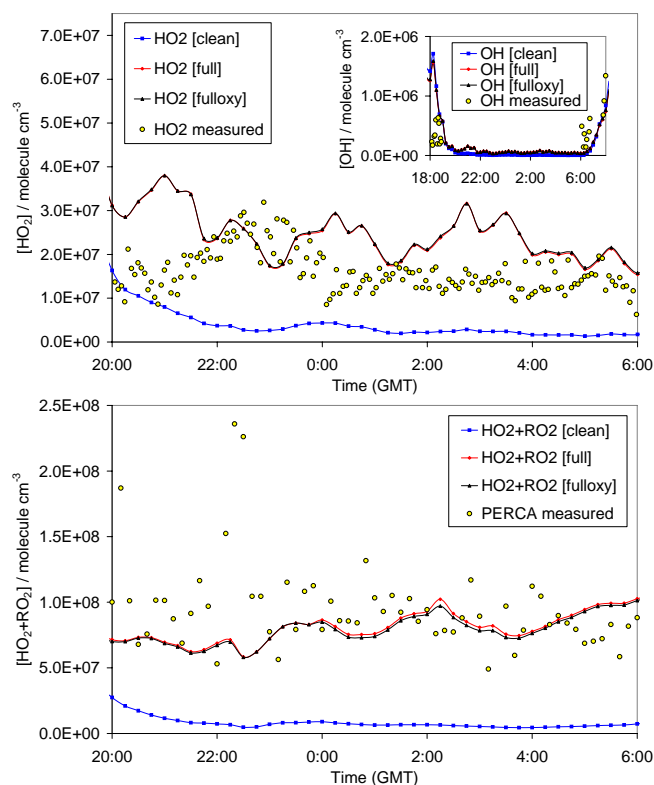 7.0E+07
6.0E+07
5.0E+07
4.0E+07
3.0E+07
2.0E+07
1.0E+07
0.0E+00
[HO2] / molecule cm-3
HO2 [clean]
HO2 [full]
HO2 [fulloxy]
HO2 measured
2.0E+06
1.0E+06
0.0E+00
[OH] / molecule cm-3
OH [clean]
OH [full]
OH [fulloxy]
OH measured
18:00 22:00 2:00 6:00
20:00 22:00 0:00 2:00 4:00 6:00
Time (GMT)
2.5E+08
2.0E+08
1.5E+08
1.0E+08
5.0E+07
0.0E+00
[HO2+RO2] / molecule cm-3
HO2+RO2 [clean]
HO2+RO2 [full]
HO2+RO2 [fulloxy]
PERCA measured
20:00 22:00 0:00 2:00 4:00 6:00
Time (GMT)